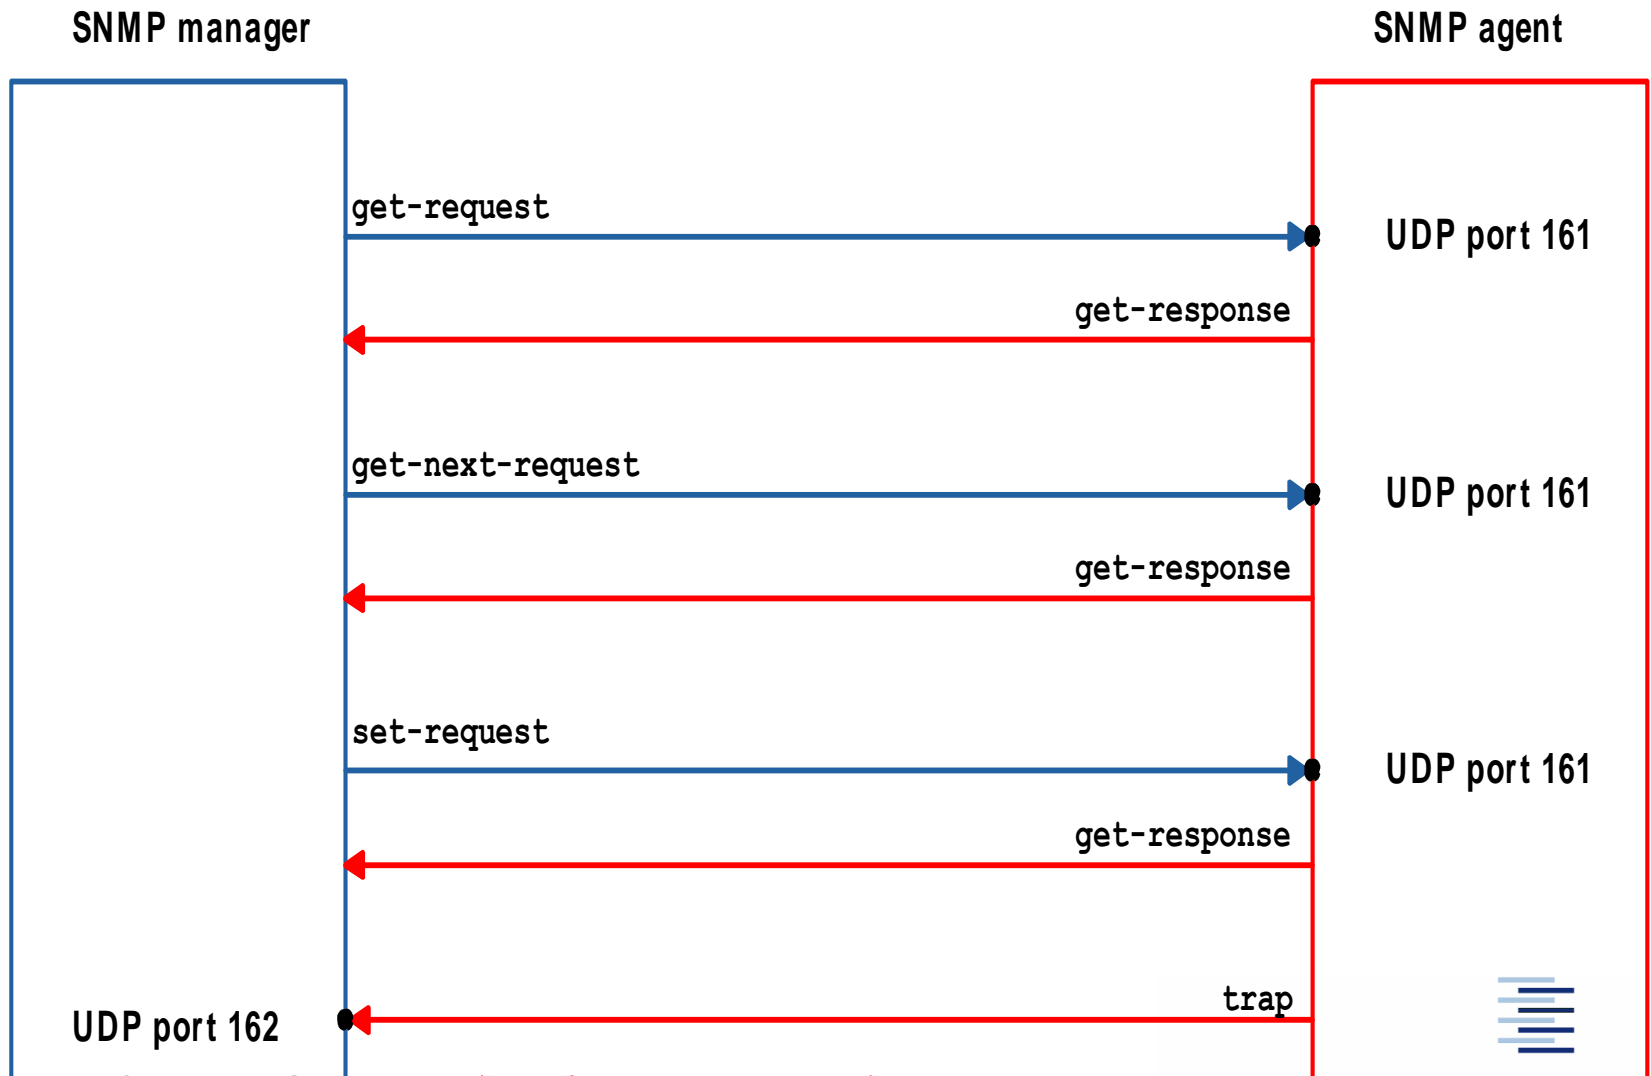 SNMP manager
SNMP agent
get-request
UDP port 161
get-response
get-next-request
UDP port 161
get-response
set-request
UDP port 161
get-response
trap
UDP port 162